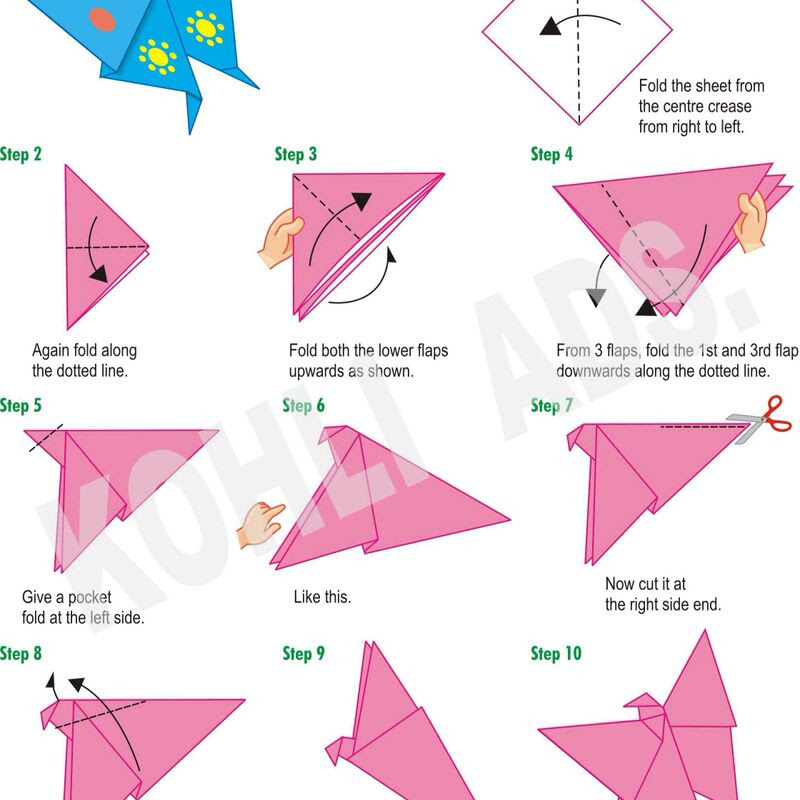 Fold the sheet from
the centre crease
from right to left.
Step 2
Step 3
Step 4
Again fold along
the dotted line.
Fold both the lower flaps
upwards as shown.
From 3 flaps, fold the 1st and 3rd flap
downwards along the dotted line.
Step 5
Step 6
Step 7
Give a pocket
fold at the left side.
Like this.
Now cut it at
the right side end.
Step 8
Step 9
Step 10
KOHLI ADS.